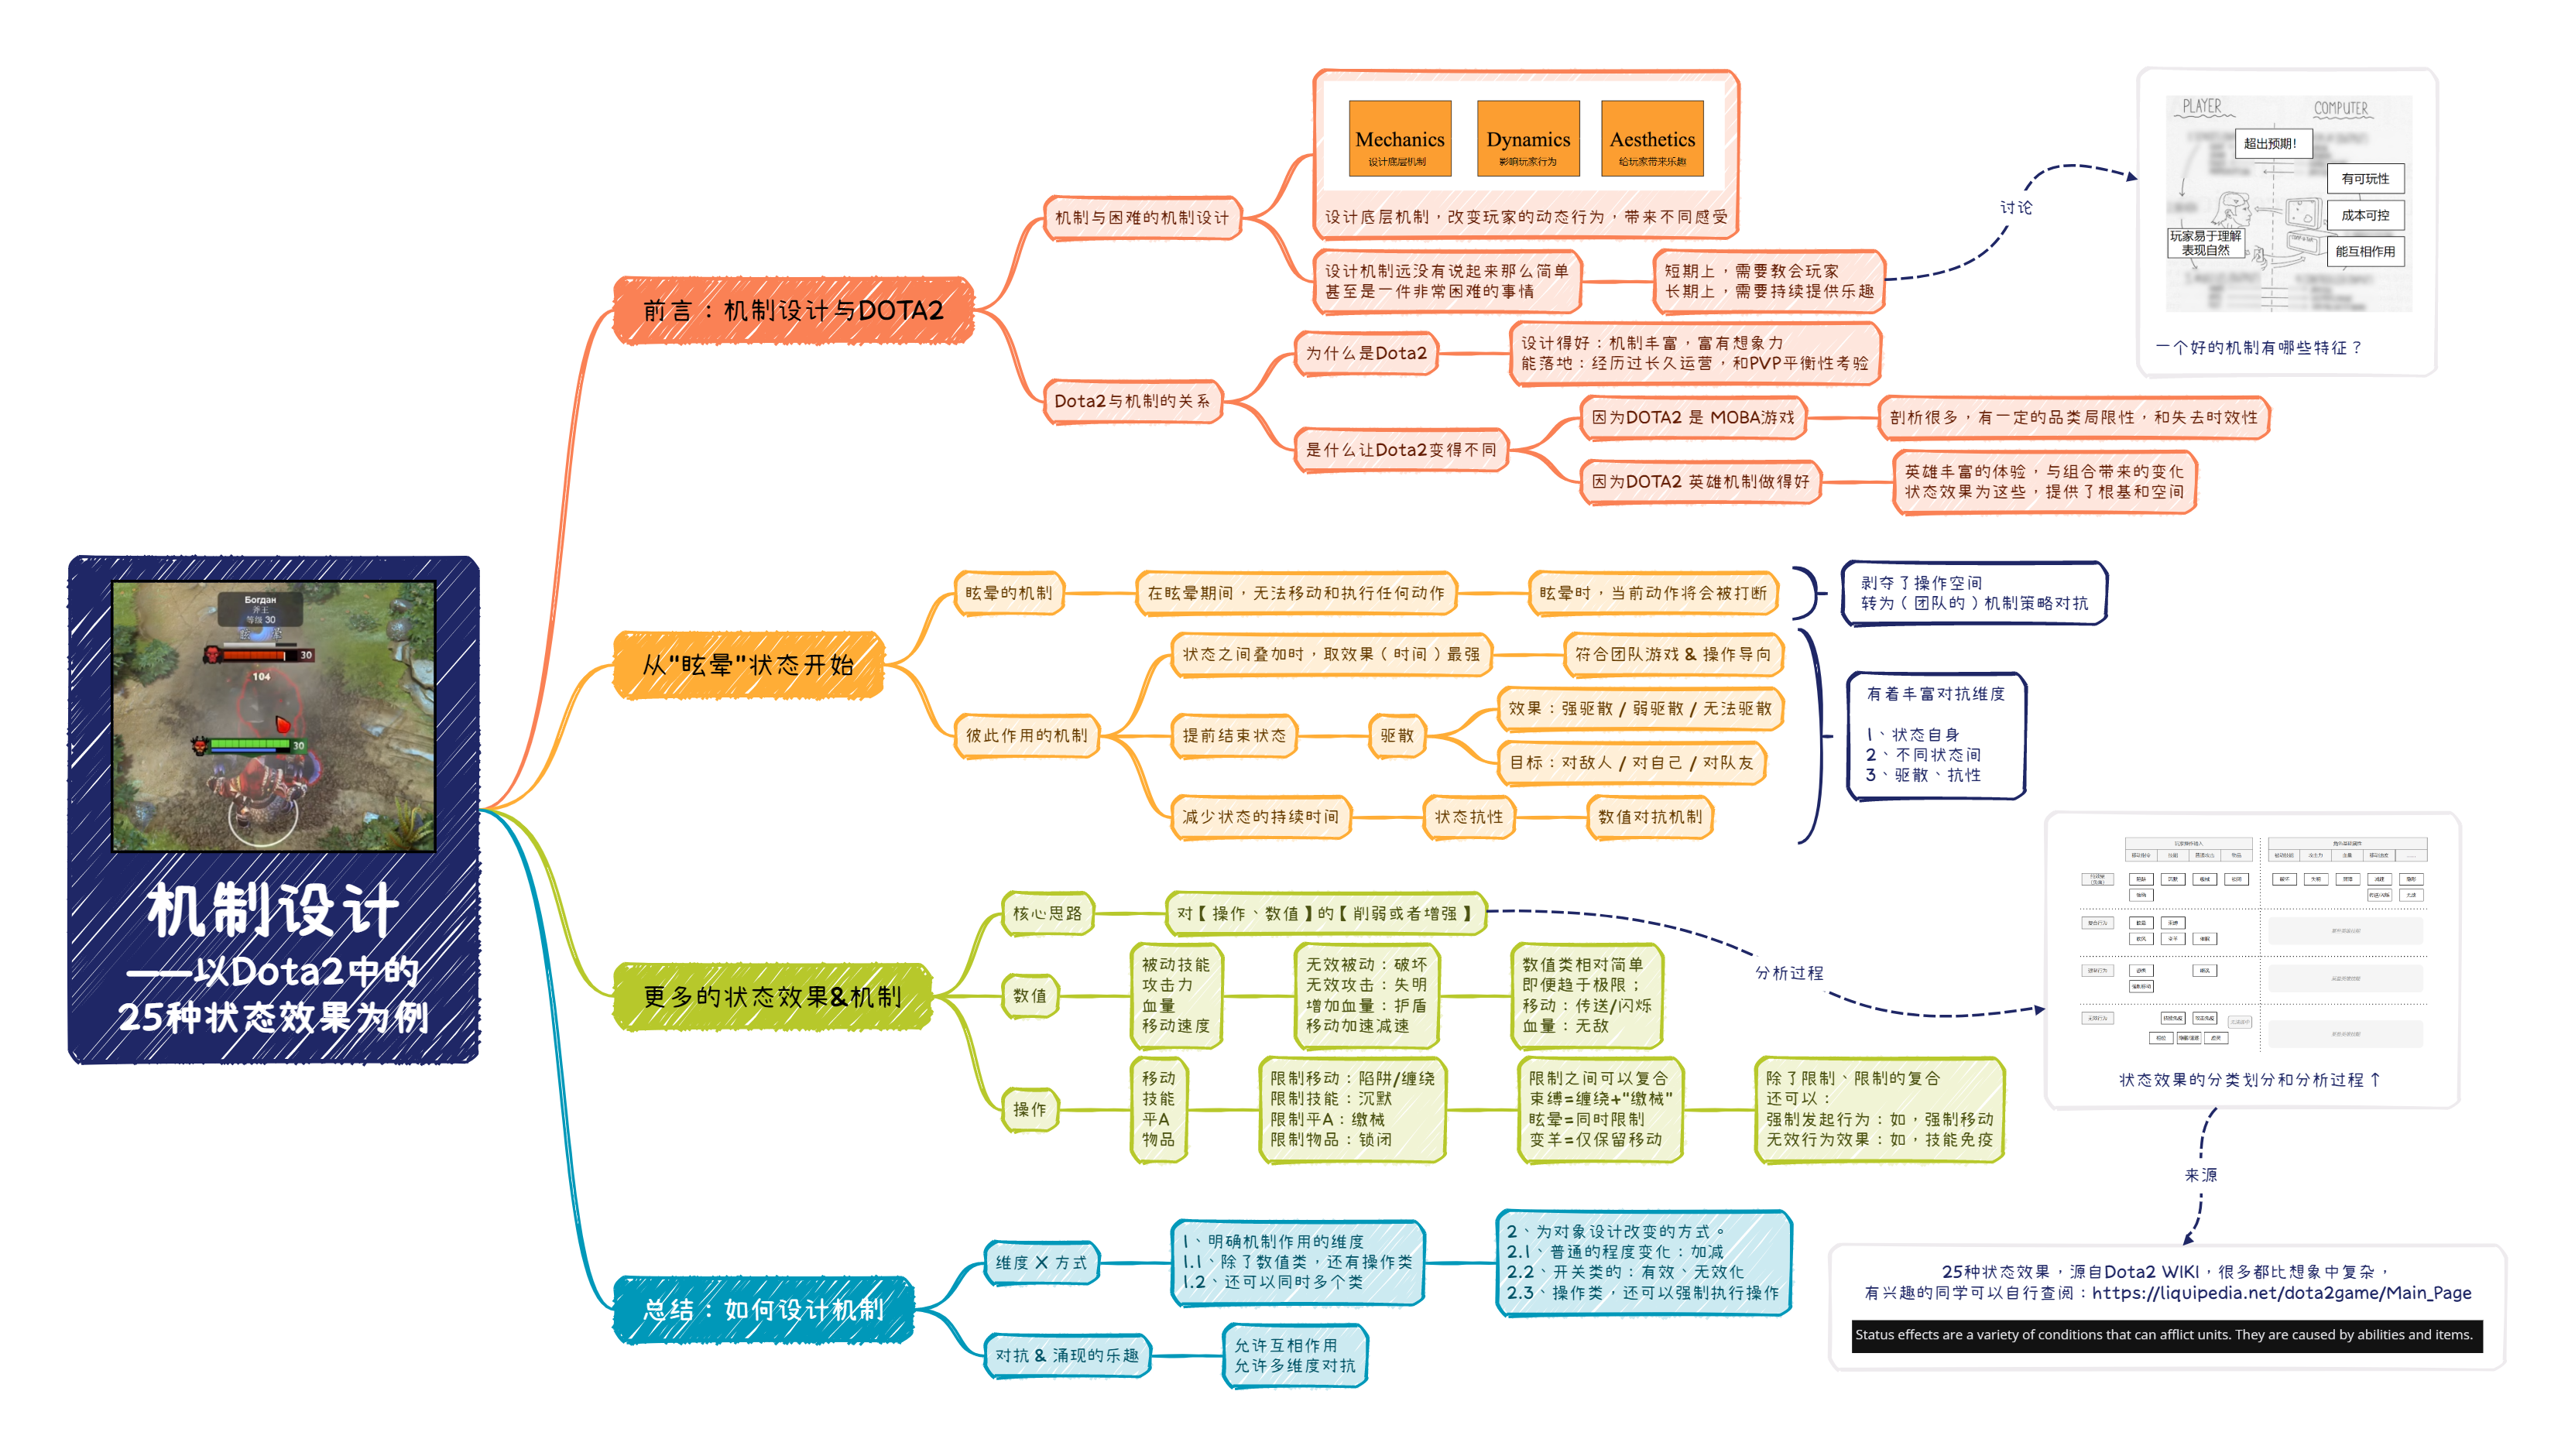 Богдан
斧王
等级 30
30
104
30
机制设计
——以Dota2中的
25种状态效果为例
前言：机制设计与DOTA2
机制与困难的机制设计
Mechanics
设计底层机制
Dynamics
影响玩家行为
Aesthetics
给玩家带来乐趣
设计底层机制，改变玩家的动态行为，带来不同感受
设计机制远没有说起来那么简单
甚至是一件非常困难的事情
短期上，需要教会玩家
长期上，需要持续提供乐趣
讨论
PLAYER
COMPUTER
超出预期！
有可玩性
成本可控
玩家易于理解
表现自然
能互相作用
一个好的机制有哪些特征？
Dota2与机制的关系
为什么是Dota2
设计得好：机制丰富，富有想象力
能落地：经历过长久运营，和PVP平衡性考验
是什么让Dota2变得不同
因为DOTA2 是 MOBA游戏
剖析很多，有一定的品类局限性，和失去时效性
因为DOTA2 英雄机制做得好
英雄丰富的体验，与组合带来的变化
状态效果为这些，提供了根基和空间
从"眩晕"状态开始
眩晕的机制
在眩晕期间，无法移动和执行任何动作
眩晕时，当前动作将会被打断
剥夺了操作空间
转为（团队的）机制策略对抗
彼此作用的机制
状态之间叠加时，取效果（时间）最强
符合团队游戏 & 操作导向
提前结束状态
驱散
效果：强驱散 / 弱驱散 / 无法驱散
目标：对敌人 / 对自己 / 对队友
减少状态的持续时间
状态抗性
数值对抗机制
有着丰富对抗维度
1、状态自身
2、不同状态间
3、驱散、抗性
更多的状态效果&机制
核心思路
对【操作、数值】的【削弱或者增强】
分析过程
数值
被动技能
攻击力
血量
移动速度
无效被动：破坏
无效攻击：失明
增加血量：护盾
移动加速减速
数值类相对简单
即便趋于极限；
移动：传送/闪烁
血量：无敌
操作
移动
技能
平A
物品
限制移动：陷阱/缠绕
限制技能：沉默
限制平A：缴械
限制物品：锁闭
限制之间可以复合
束缚=缠绕+"缴械"
眩晕=同时限制
变羊=仅保留移动
除了限制、限制的复合
还可以：
强制发起行为：如，强制移动
无效行为效果：如，技能免疫
状态效果的分类划分和分析过程↑
来源
25种状态效果，源自Dota2 WIKI，很多都比想象中复杂，
有兴趣的同学可以自行查阅：https://liquipedia.net/dota2game/Main_Page
Status effects are a variety of conditions that can afflict units. They are caused by abilities and items.
总结：如何设计机制
维度 X 方式
1、明确机制作用的维度
1.1、除了数值类，还有操作类
1.2、还可以同时多个类
2、为对象设计改变的方式。
2.1、普通的程度变化：加减
2.2、开关类的：有效、无效化
2.3、操作类，还可以强制执行操作
对抗 & 涌现的乐趣
允许互相作用
允许多维度对抗